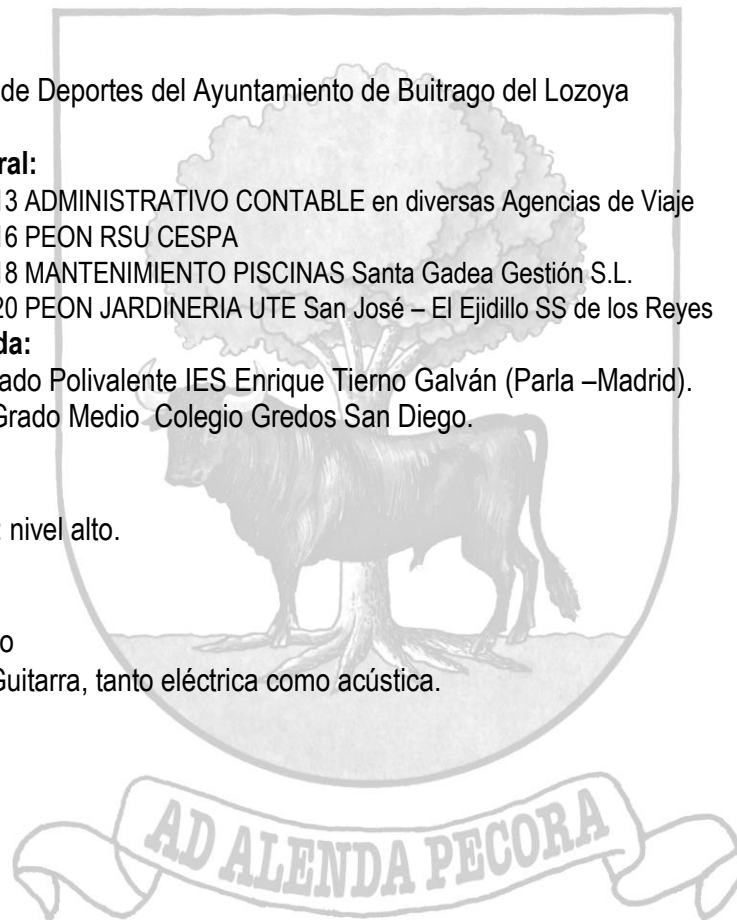 de Deportes del Ayuntamiento de Buitrago del Lozoya
ral:
13 ADMINISTRATIVO CONTABLE en diversas Agencias de Viaje
16 PEON RSU CESPA
18 MANTENIMIENTO PISCINAS Santa Gadea Gestión S.L.
20 PEON JARDINERIA UTE San José – El Ejidillo SS de los Reyes
da:
ado Polivalente IES Enrique Tierno Galván (Parla –Madrid).
Grado Medio Colegio Gredos San Diego.
: nivel alto.
o
Guitarra, tanto eléctrica como acústica.
AD ALENDA PECORA